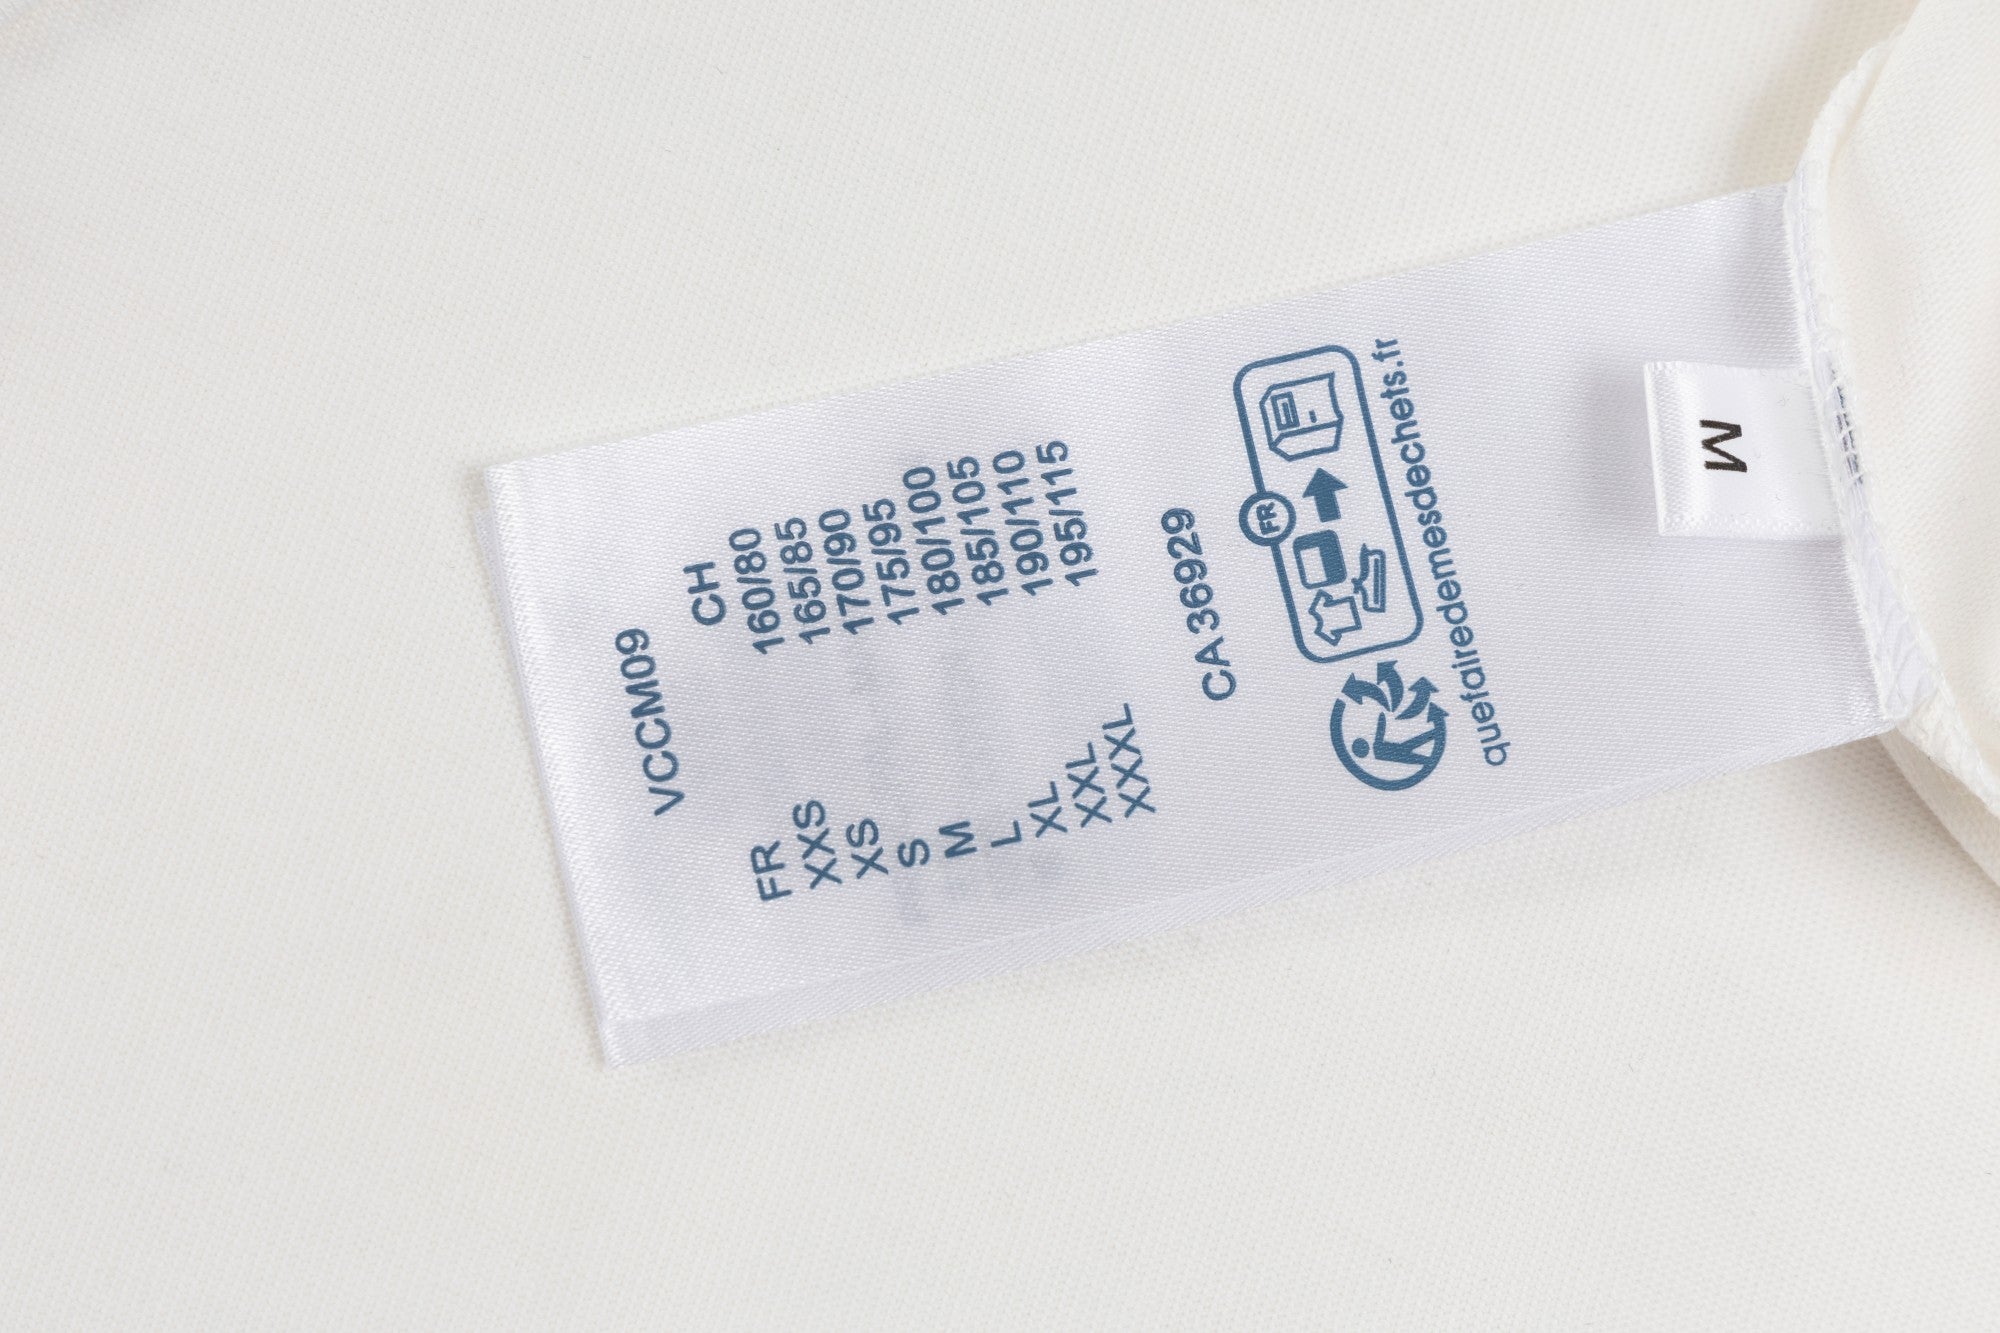 VCCM09
FR CH
XXS 160/80
XS 165/85
S 170/90
M 175/95
L 180/100
XL 185/105
XXL 190/110
XXXL 195/115
CA 36929
FR
quefairedemesdechets.fr
M